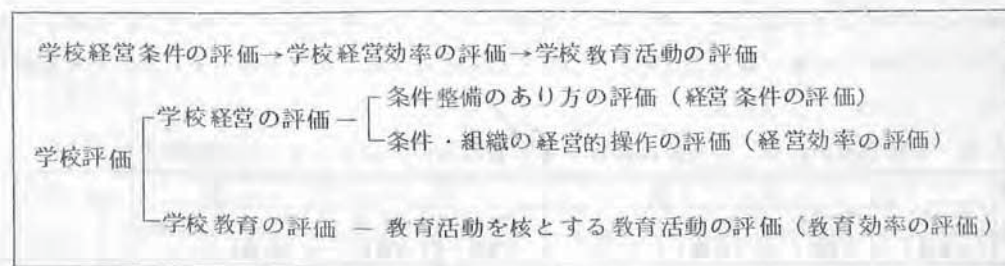 学校経営条件の評価→学校経営効率の評価→学校教育活動の評価
条件整備のあり方の評価（経営条件の評価）
学校経営の評価 ─
条件・組織の経営的操作の評価（経営効率の評価）
学校評価
学校教育の評価 ─ 教育活動を核とする教育活動の評価（教育効率の評価）